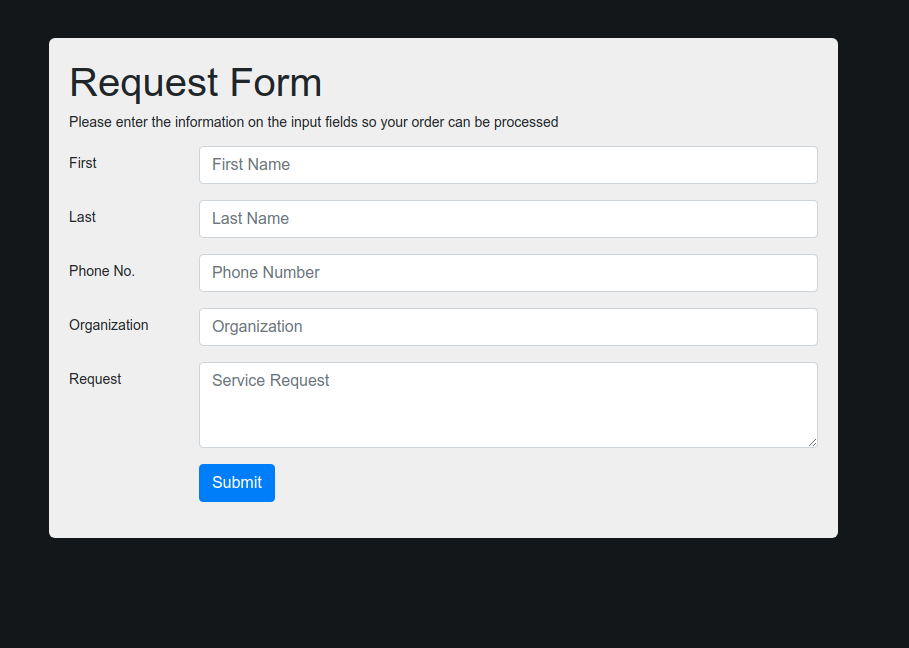 Request Form
Please enter the information on the input fields so your order can be processed
First
First Name
Last
Last Name
Phone No.
Phone Number
Organization
Organization
Request
Service Request
Submit